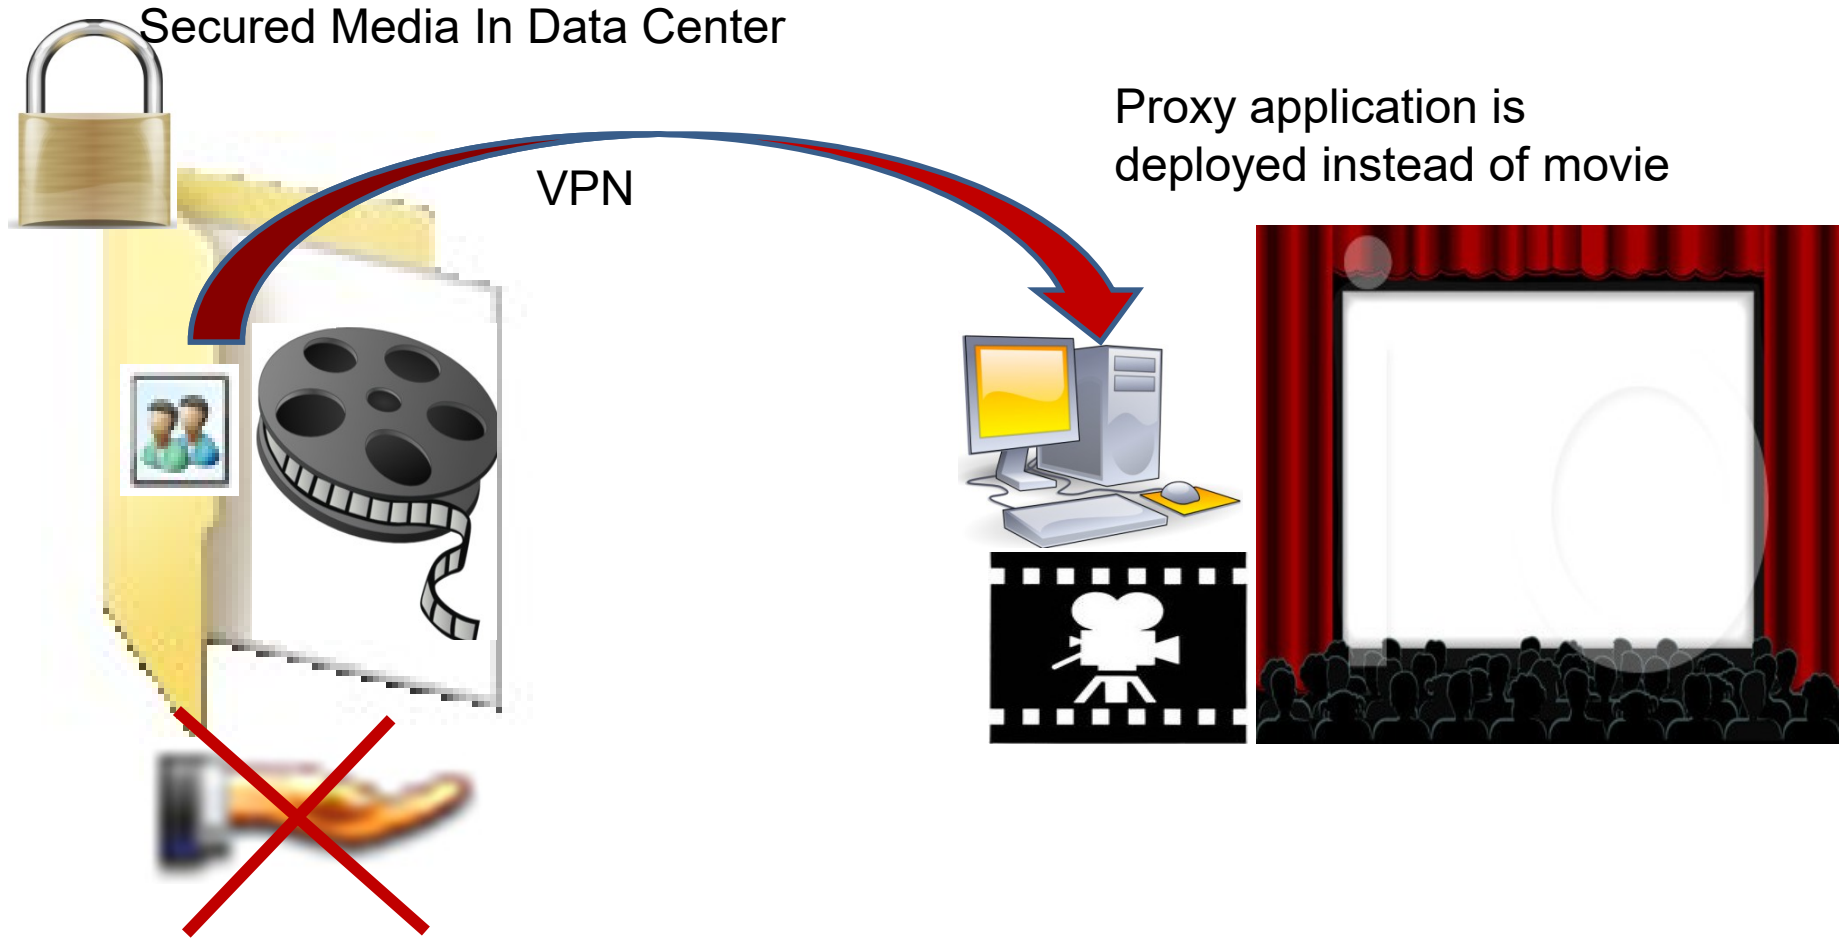 Secured Media In Data Center
Proxy application is
deployed instead of movie
VPN